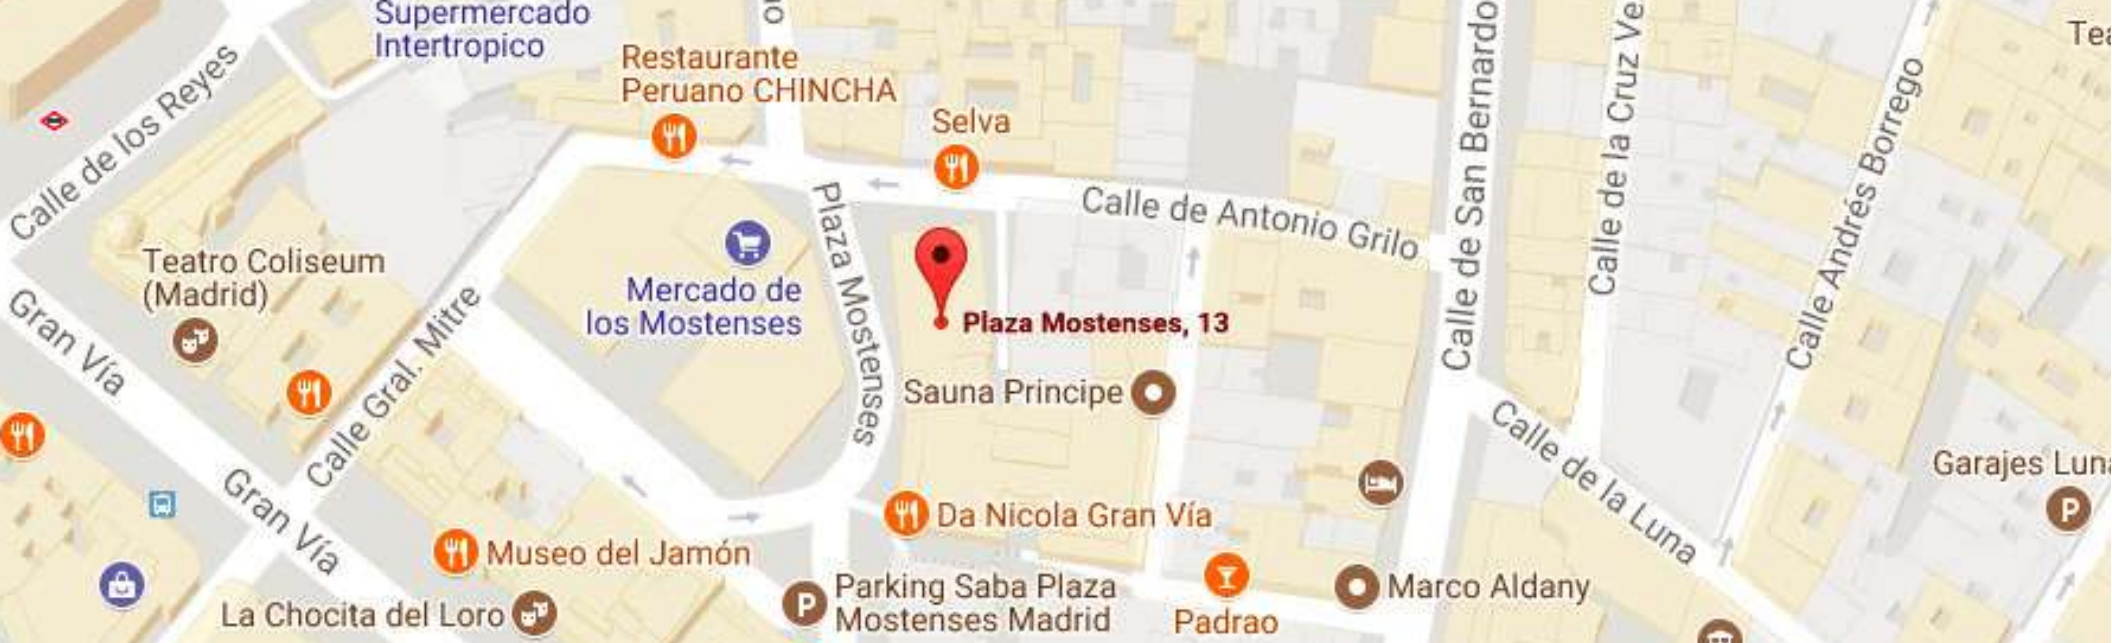 Supermercado
Intertropico
Restaurante
Peruano CHINCHA
Selva
Calle de los Reyes
Calle de San Bernardo
Calle de la Cruz Ve
Calle Andrés Borrego
Calle de Antonio Grilo
Plaza Mostenses
Teatro Coliseum
(Madrid)
Mercado de
los Mostenses
Plaza Mostenses, 13
Gran Vía
Calle Gral. Mitre
Sauna Principe
Calle de la Luna
Garajes Luna
P
Gran Vía
Da Nicola Gran Vía
Museo del Jamón
La Chocita del Loro
P
Parking Saba Plaza
Mostenses Madrid
Padrao
Marco Aldany